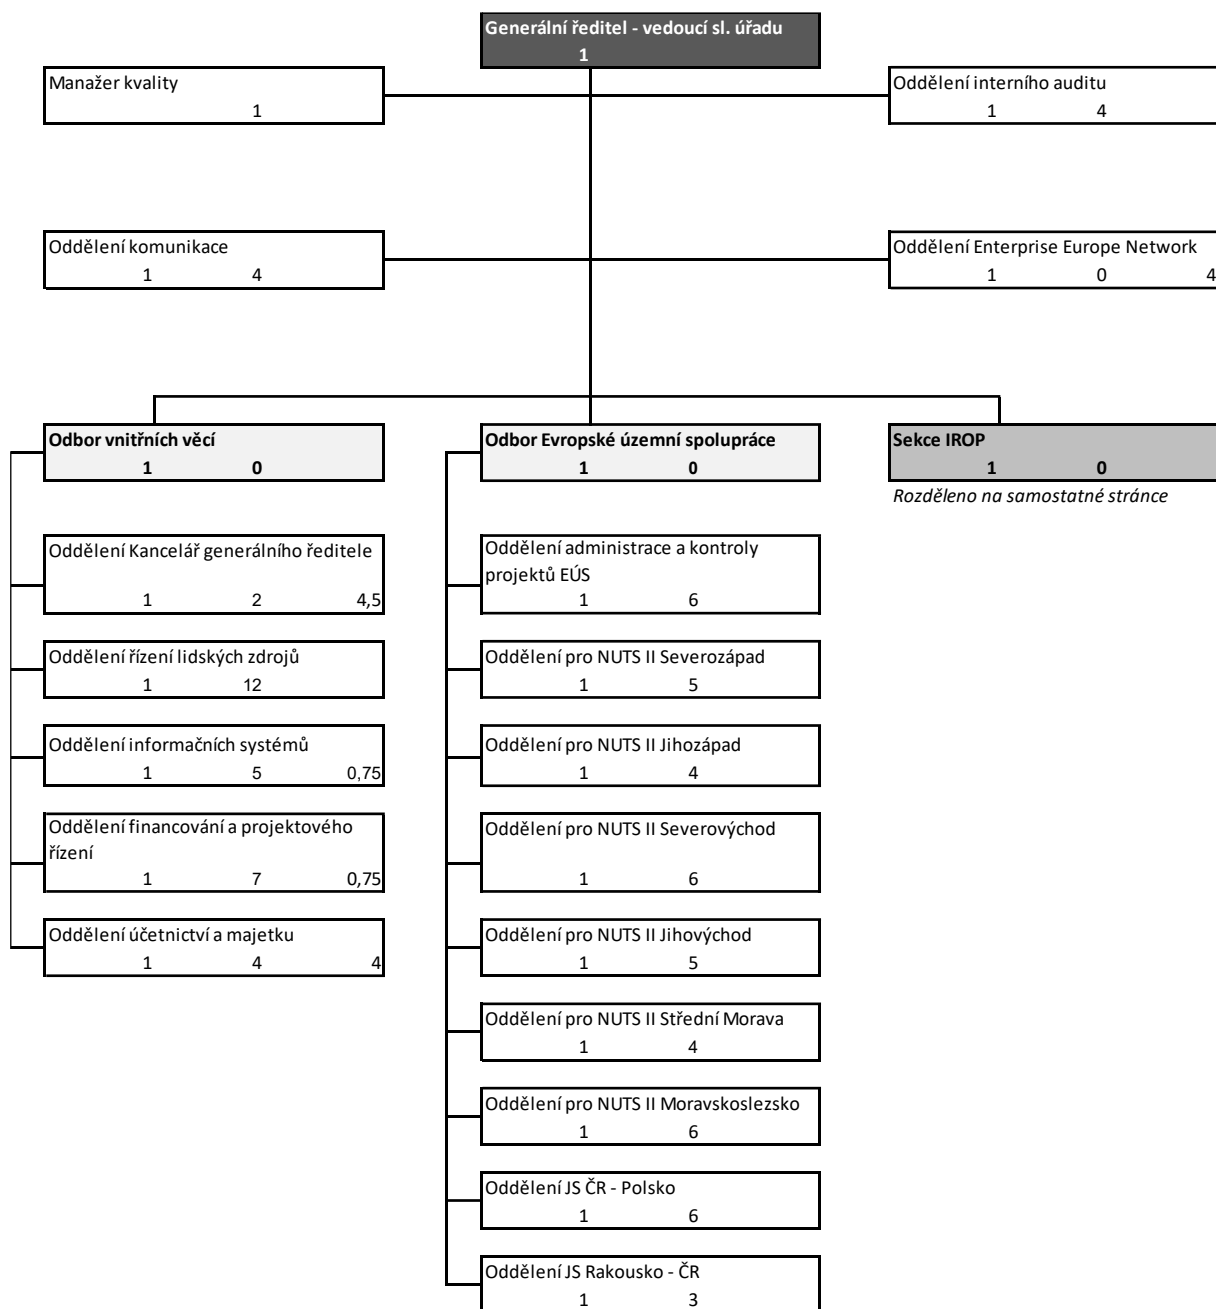 Generální ředitel - vedoucí sl. úřadu
1
Manažer kvality
1
Oddělení interního auditu
1 4
Oddělení komunikace
1 4
Oddělení Enterprise Europe Network
1 0 4
Odbor vnitřních věcí
1 0
Oddělení Kancelář generálního ředitele
1 2 4,5
Oddělení řízení lidských zdrojů
1 12
Oddělení informačních systémů
1 5 0,75
Oddělení financování a projektového
řízení
1 7 0,75
Oddělení účetnictví a majetku
1 4 4
Odbor Evropské územní spolupráce
1 0
Oddělení administrace a kontroly
projektů EÚS
1 6
Oddělení pro NUTS II Severozápad
1 5
Oddělení pro NUTS II Jihozápad
1 4
Oddělení pro NUTS II Severovýchod
1 6
Oddělení pro NUTS II Jihovýchod
1 5
Oddělení pro NUTS II Střední Morava
1 4
Oddělení pro NUTS II Moravskoslezsko
1 6
Oddělení JS ČR - Polsko
1 6
Oddělení JS Rakousko - ČR
1 3
Sekce IROP
1 0
Rozděleno na samostatné stránce